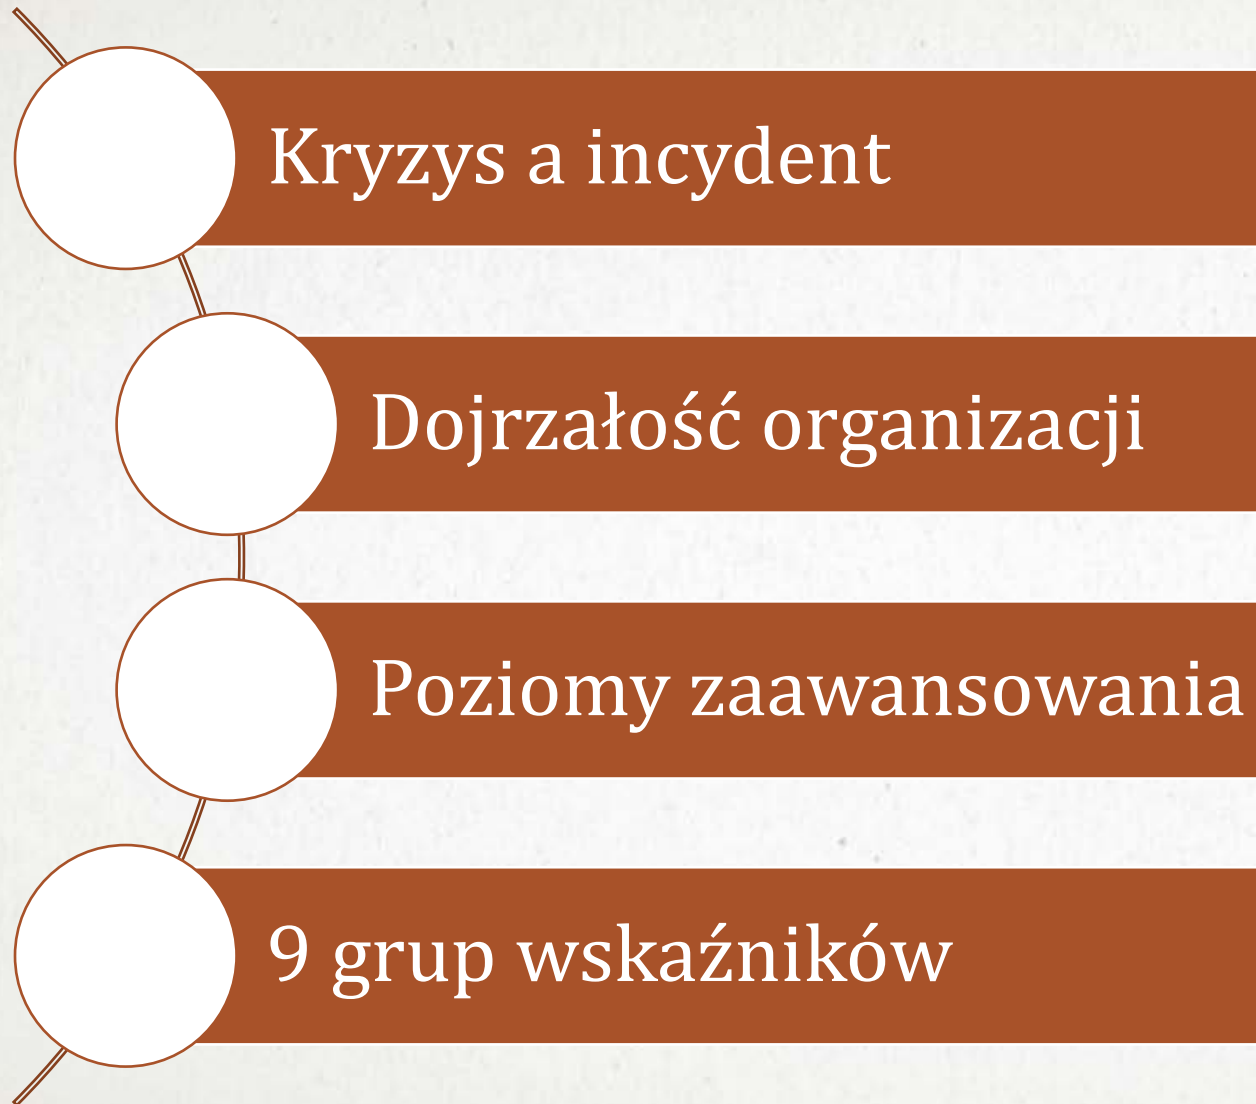 Kryzys a incydent
Dojrzałość organizacji
Poziomy zaawansowania
9 grup wskaźników